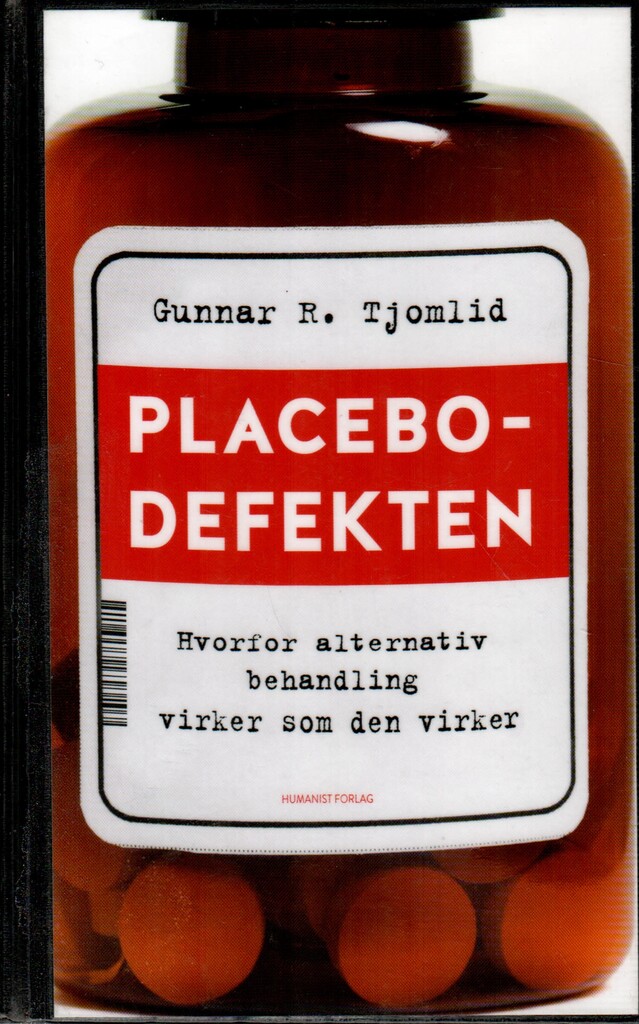 Gunnar R. Tjomlid
PLACEBO-
DEFEKTEN
Hvorfor alternativ
behandling
virker som den virker
HUMANIST FORLAG